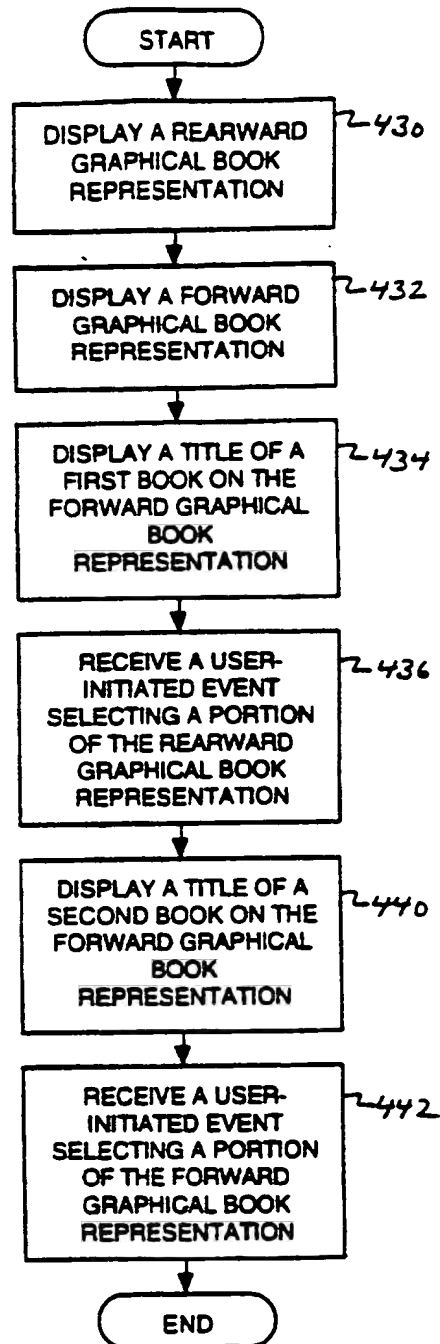 START
430
DISPLAY A REARWARD
GRAPHICAL BOOK
REPRESENTATION
432
DISPLAY A FORWARD
GRAPHICAL BOOK
REPRESENTATION
434
DISPLAY A TITLE OF A
FIRST BOOK ON THE
FORWARD GRAPHICAL
BOOK
REPRESENTATION
436
RECEIVE A USER-
INITIATED EVENT
SELECTING A PORTION
OF THE REARWARD
GRAPHICAL BOOK
REPRESENTATION
440
DISPLAY A TITLE OF A
SECOND BOOK ON THE
FORWARD GRAPHICAL
BOOK
REPRESENTATION
442
RECEIVE A USER-
INITIATED EVENT
SELECTING A PORTION
OF THE FORWARD
GRAPHICAL BOOK
REPRESENTATION
END